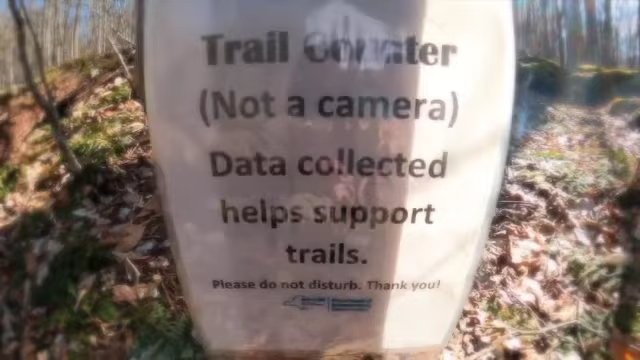 Trail Counter
(Not a camera)
Data collected
helps support
trails.
Please do not disturb. Thank you!